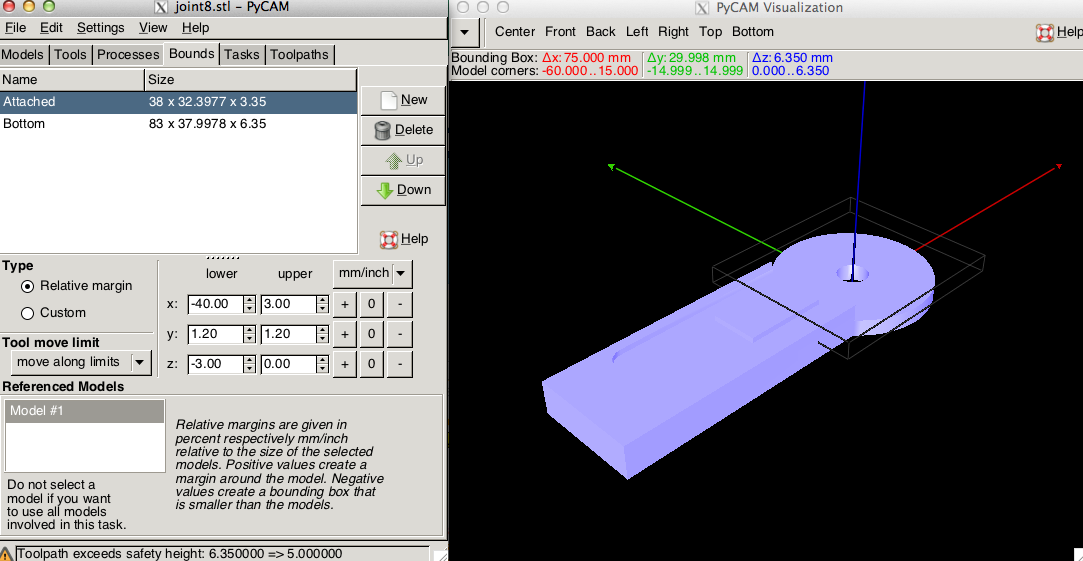 joint8.stl – PyCAM
File Edit Settings View Help
Models Tools Processes Bounds Tasks Toolpaths
Name Size
Attached 38 x 32.3977 x 3.35
Bottom 83 x 37.9978 x 6.35
New
Delete
Up
Down
Help
Type
Relative margin
Custom
Tool move limit
move along limits
lower upper mm/inch
x: -40.00 3.00 + 0 -
y: 1.20 1.20 + 0 -
z: -3.00 0.00 + 0 -
Referenced Models
Model #1
Do not select a
model if you want
to use all models
involved in this task.
Relative margins are given in
percent respectively mm/inch
relative to the size of the selected
models. Positive values create a
margin around the model. Negative
values create a bounding box that
is smaller than the models.
Toolpath exceeds safety height: 6.350000 => 5.000000
PyCAM Visualization
Center Front Back Left Right Top Bottom Help
Bounding Box: Δx: 75.000 mm Δy: 29.998 mm Δz: 6.350 mm
Model corners: -60.000..15.000 -14.999..14.999 0.000..6.350